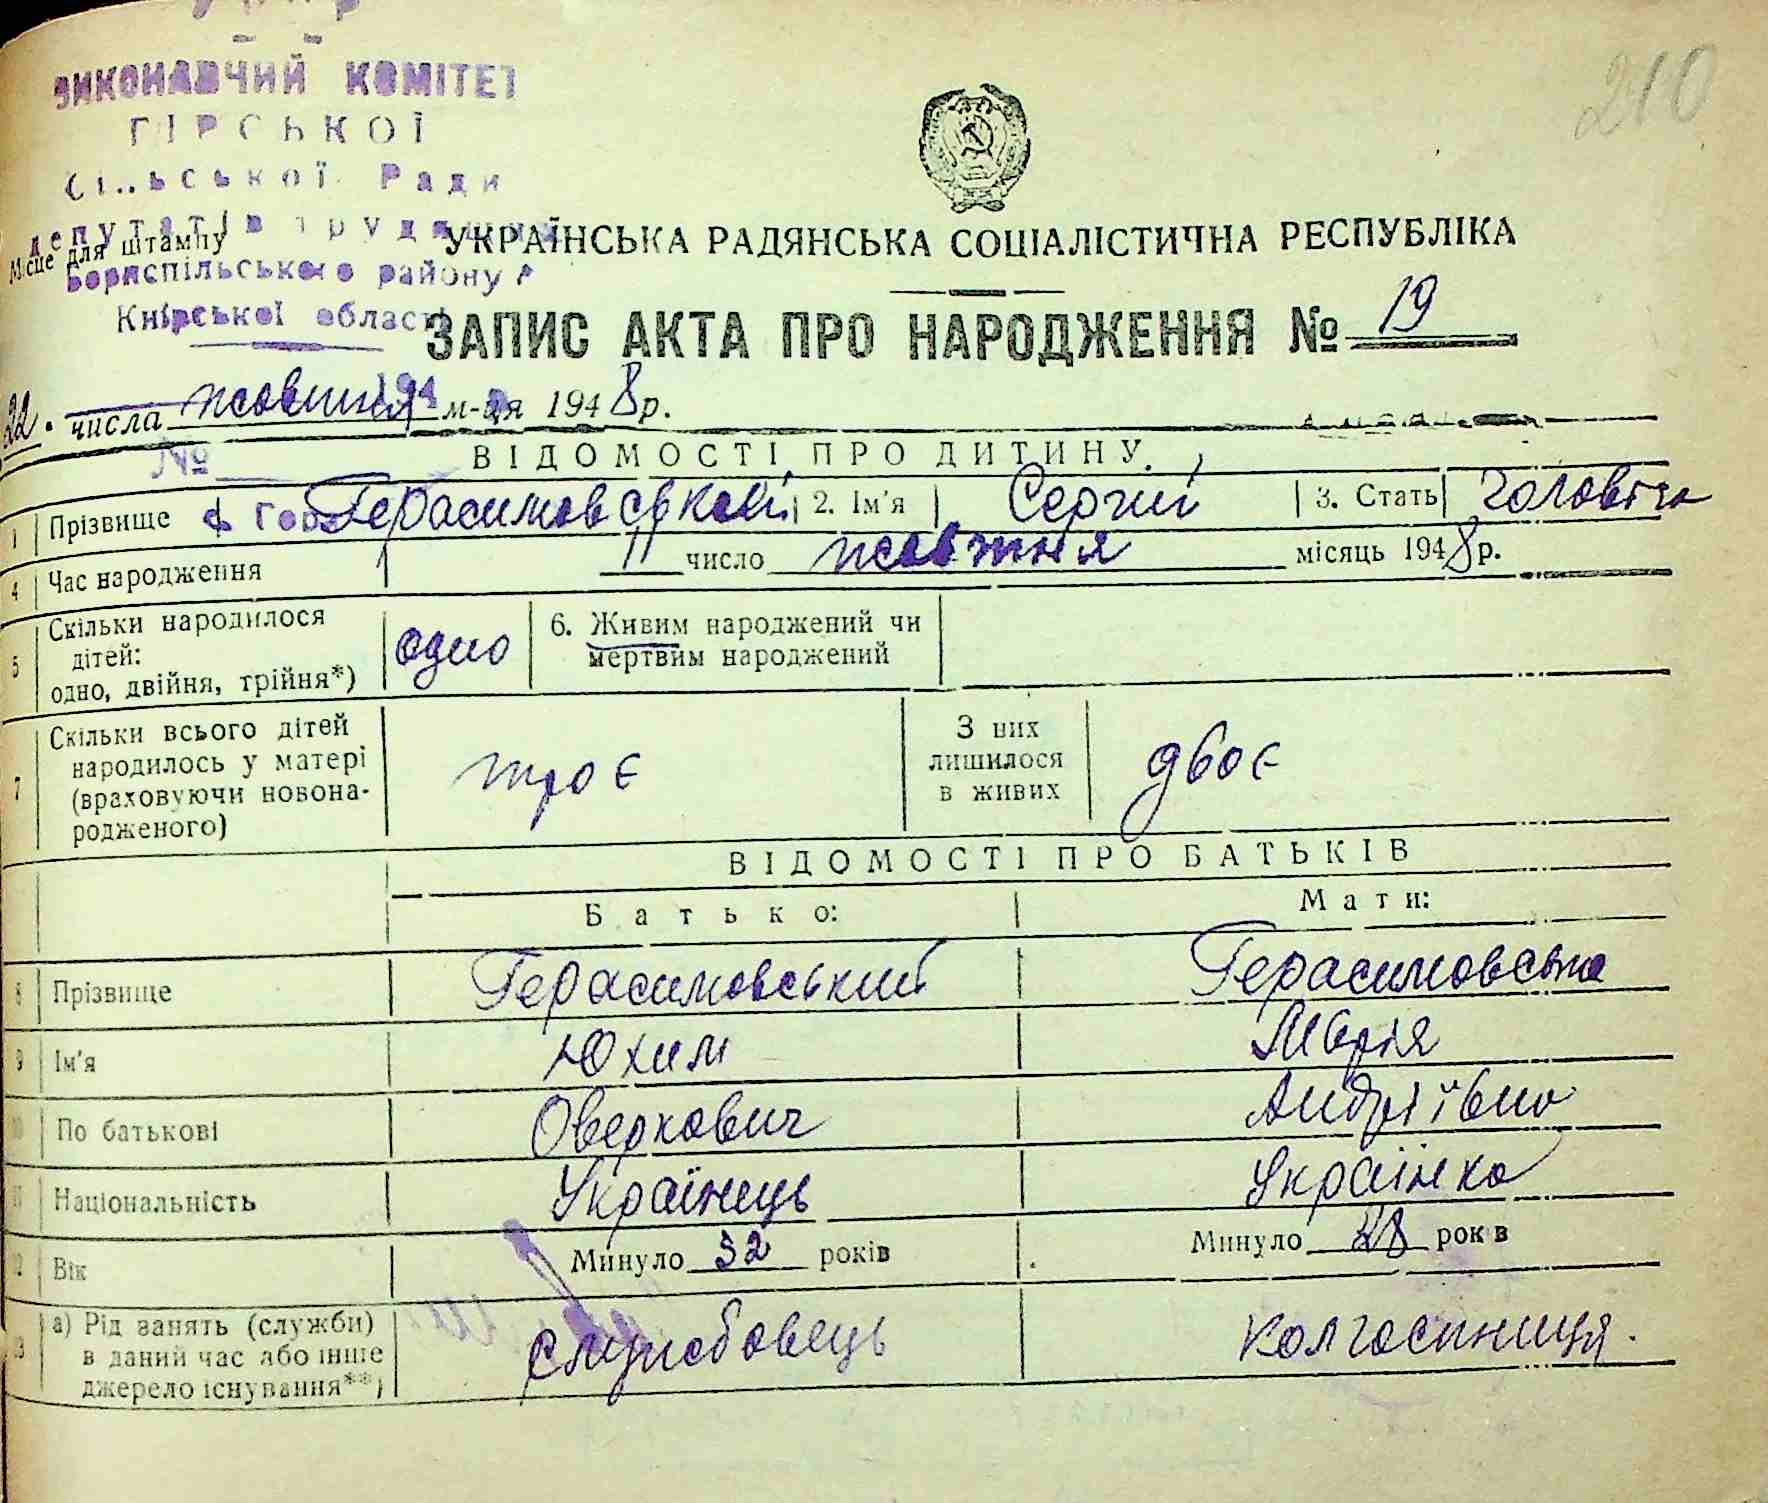 210
ВИКОНАВЧИЙ КОМІТЕТ
ГІРСЬКОЇ
Сільської Ради
депутатів трудящих
Місце для штампу
Бориспільського району
Київської області
УКРАЇНСЬКА РАДЯНСЬКА СОЦІАЛІСТИЧНА РЕСПУБЛІКА
ЗАПИС АКТА ПРО НАРОДЖЕННЯ № 19
22. числа жовтня м-ця 1948 р.
194
№
ВІДОМОСТІ ПРО ДИТИНУ
1 Прізвище Герасимовській 2. Ім'я Сергій 3. Стать чоловіча
4 Час народження 11 число жовтня місяць 1948 р.
5 Скільки народилося дітей: одно, двійня, трійня*) одно 6. Живим народжений чи мертвим народжений
7 Скільки всього дітей народилось у матері (враховуючи новонародженого) троє З них лишилося в живих двоє
ВІДОМОСТІ ПРО БАТЬКІВ
Батько: Мати:
8 Прізвище Герасимовський Герасимовська
9 Ім'я Юхим Марія
10 По батькові Оверкович Андріївна
11 Національність Українець Українка
12 Вік Минуло 32 років Минуло 28 років
13 а) Рід занять (служби) в даний час або інше джерело існування**) Службовець колгоспниця.